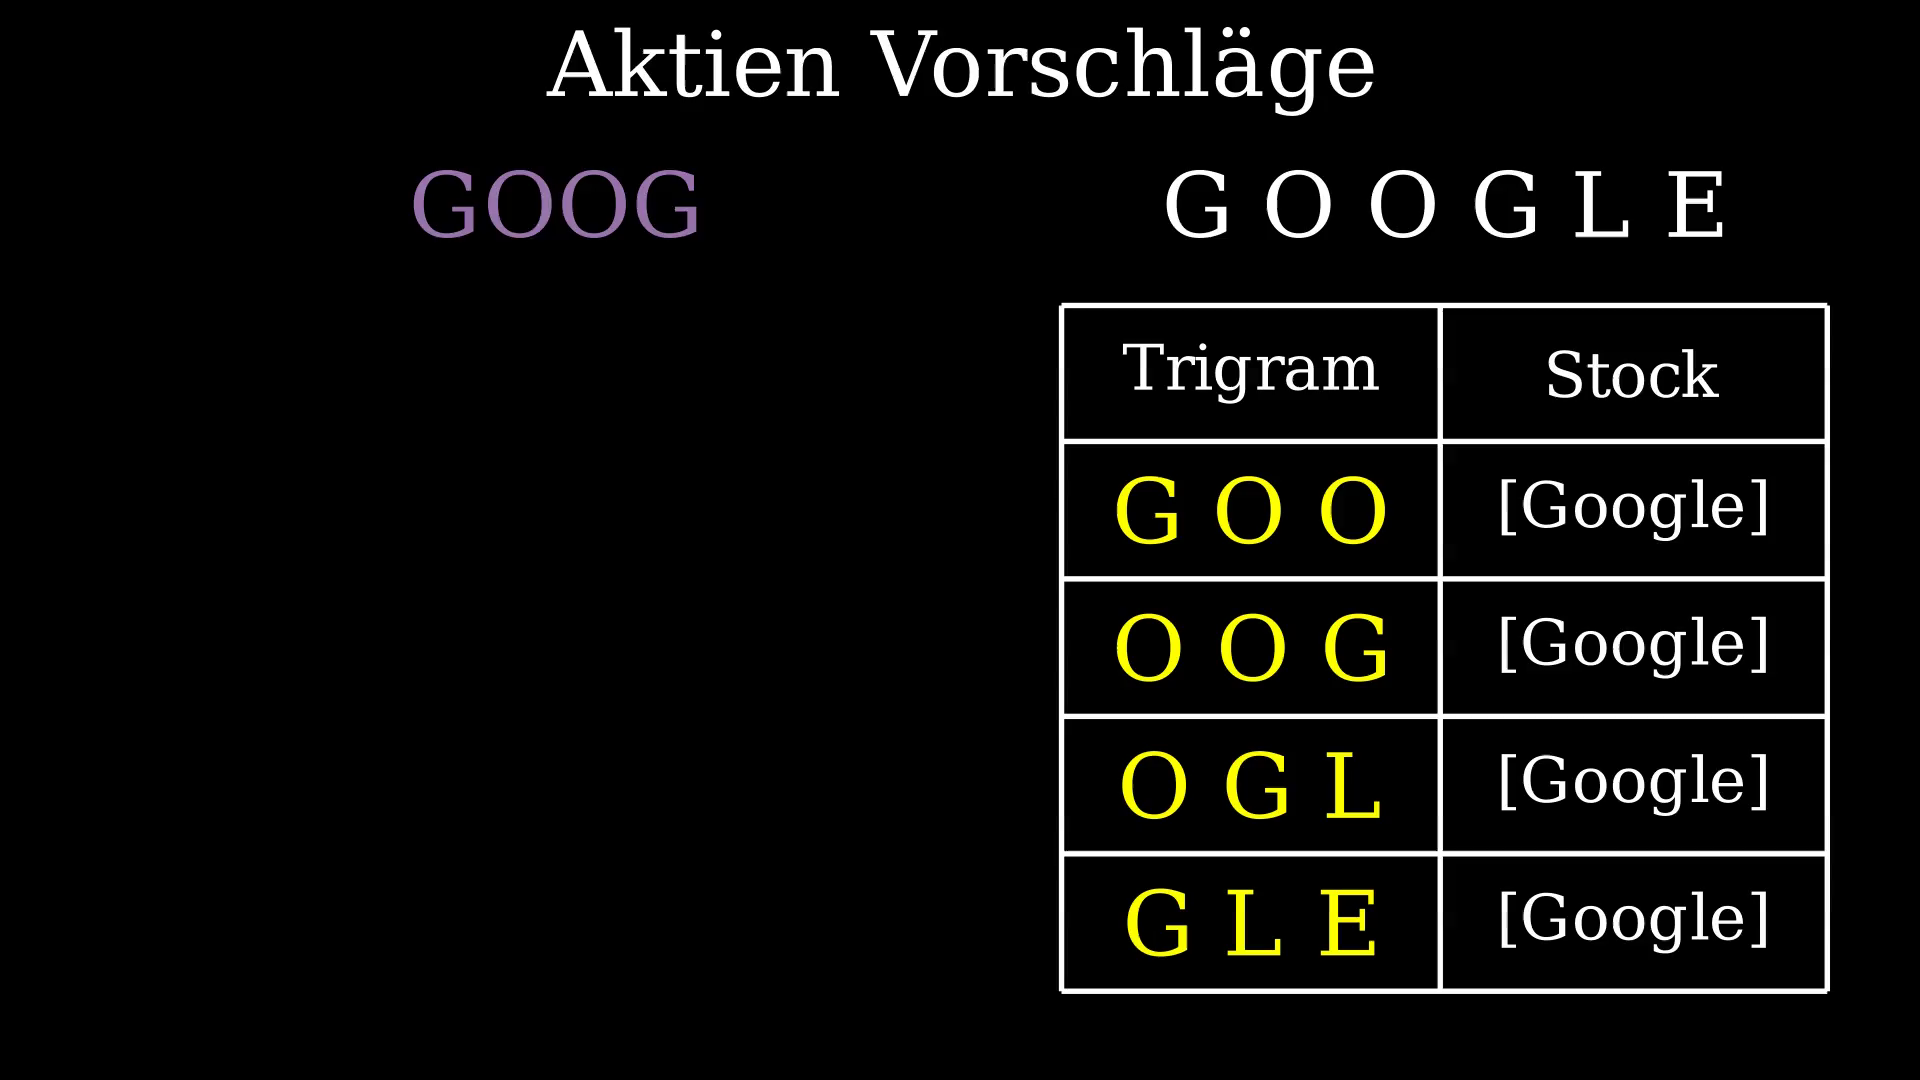 Aktien Vorschläge
GOOG
G O O G L E
Trigram Stock
G O O [Google]
O O G [Google]
O G L [Google]
G L E [Google]